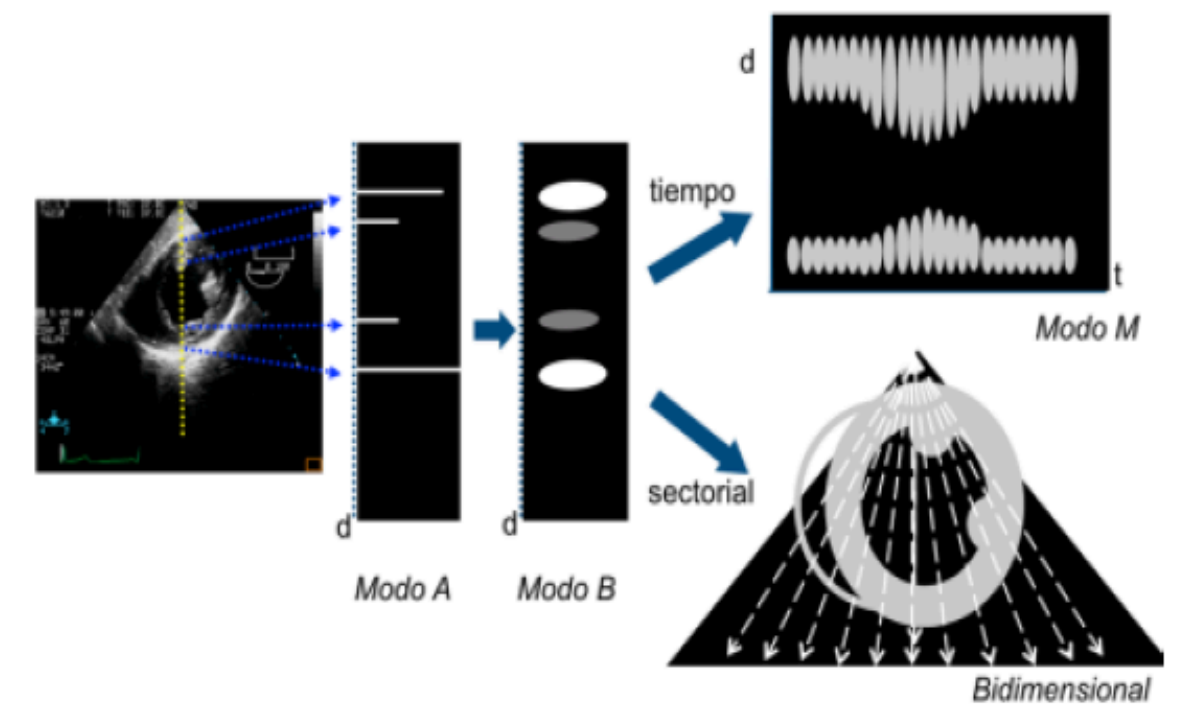 d
tiempo
t
Modo M
sectorial
d
d
Modo A
Modo B
Bidimensional